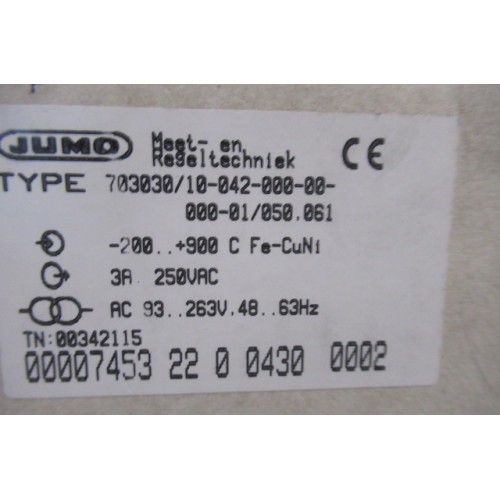 JUMO Meet- en Regeltechniek CE
TYPE 703030/10-042-000-00-
000-01/050,061
-200..+900 C Fe-CuNi
3A 250VAC
AC 93..263V,48..63Hz
TN:00342115
00007453 22 0 0430 0002